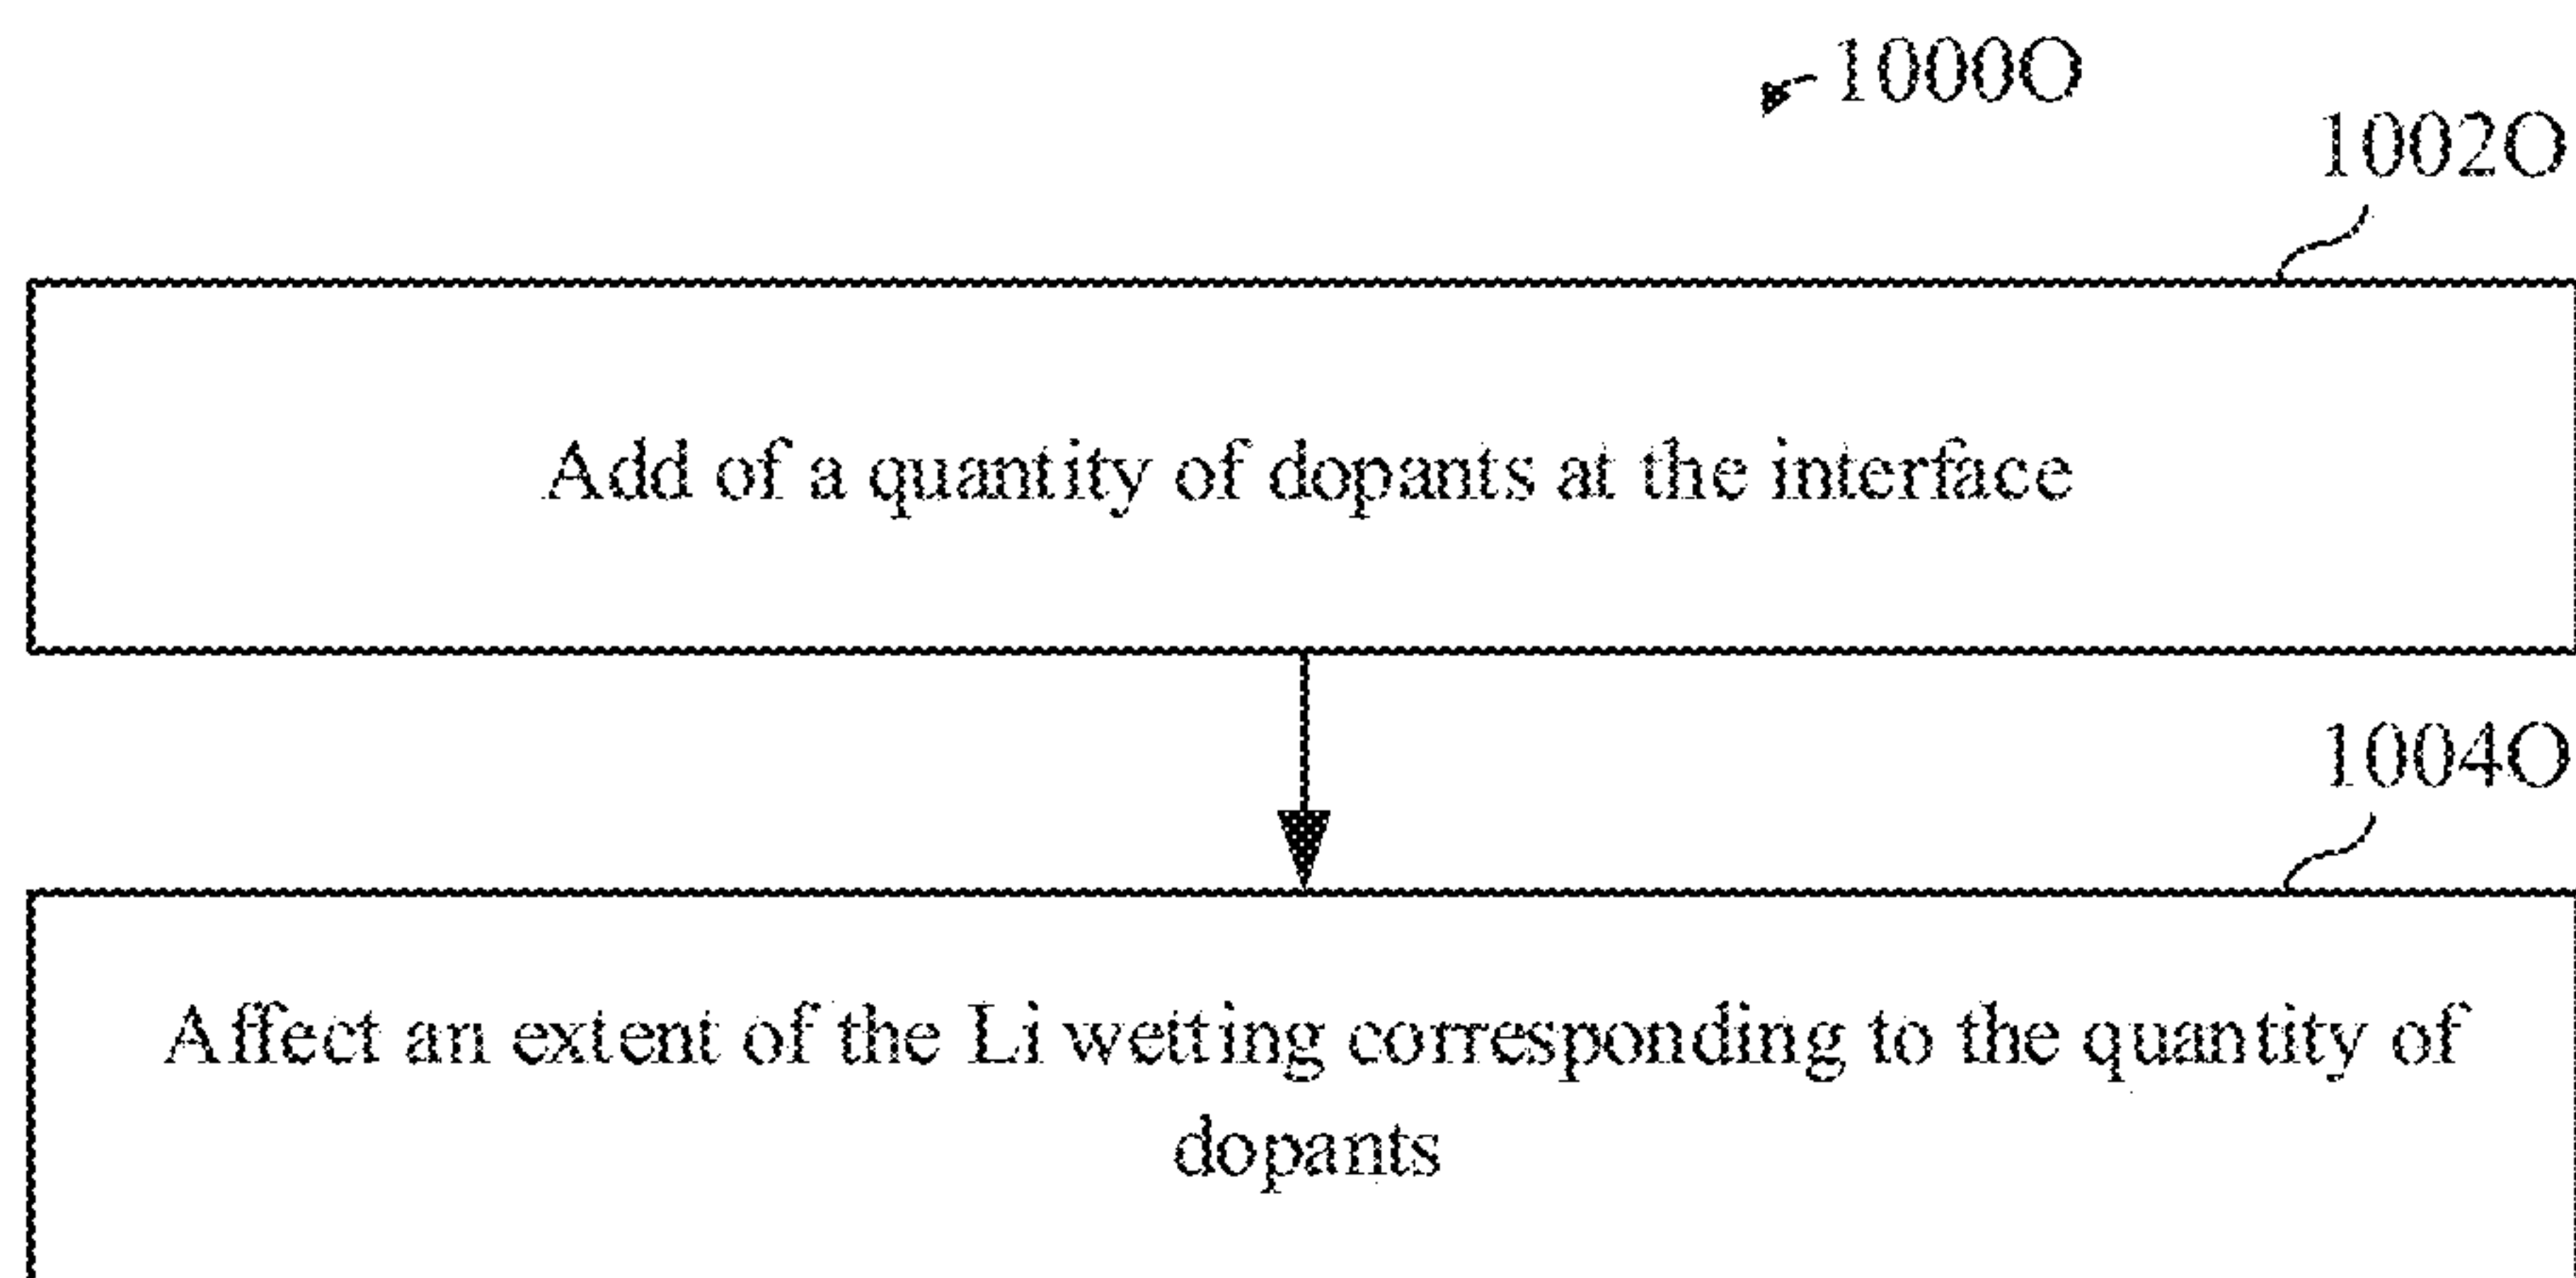 1000O
1002O
Add of a quantity of dopants at the interface
1004O
Affect an extent of the Li wetting corresponding to the quantity of
dopants